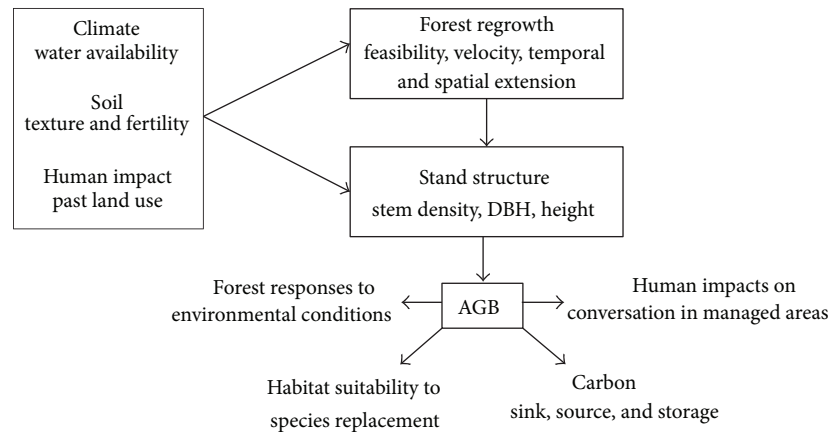 Climate
water availability
Soil
texture and fertility
Human impact
past land use
Forest regrowth
feasibility, velocity, temporal
and spatial extension
Stand structure
stem density, DBH, height
AGB
Forest responses to
environmental conditions
Human impacts on
conversation in managed areas
Habitat suitability to
species replacement
Carbon
sink, source, and storage